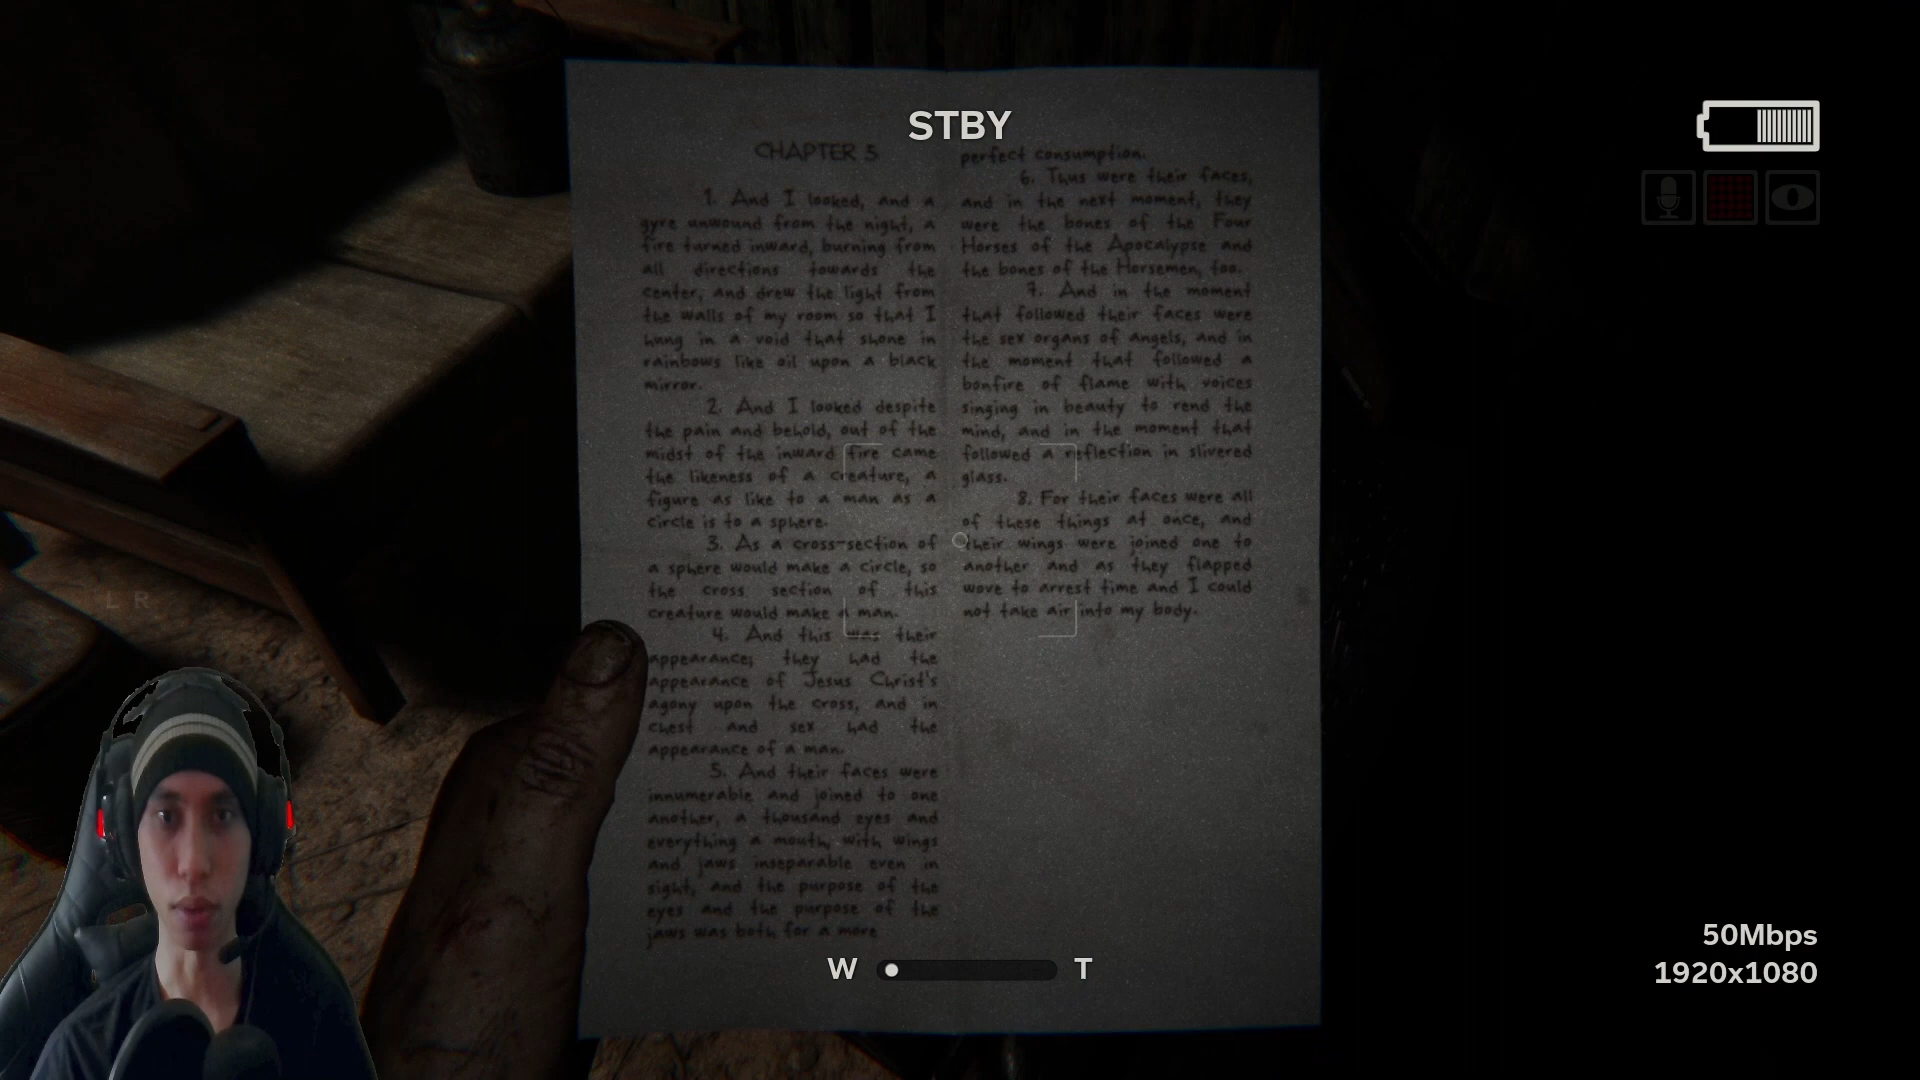 STBY
CHAPTER 5
1. And I looked, and a
gyre unwound from the night, a
fire turned inward, burning from
all directions towards the
center, and drew the light from
the walls of my room so that I
hung in a void that shone in
rainbows like oil upon a black
mirror.
2. And I looked despite
the pain and behold, out of the
midst of the inward fire came
the likeness of a creature, a
figure as like to a man as a
circle is to a sphere.
3. As a cross-section of
a sphere would make a circle, so
the cross section of this
creature would make a man.
4. And this was their
appearance; they had the
appearance of Jesus Christ's
agony upon the cross, and in
chest and sex had the
appearance of a man.
5. And their faces were
innumerable and joined to one
another, a thousand eyes and
everything a mouth, with wings
and jaws inseparable even in
sight, and the purpose of the
eyes and the purpose of the
jaws was both for a more
perfect consumption.
6. Thus were their faces,
and in the next moment, they
were the bones of the Four
Horses of the Apocalypse and
the bones of the Horsemen, too.
7. And in the moment
that followed their faces were
the sex organs of angels, and in
the moment that followed a
bonfire of flame with voices
singing in beauty to rend the
mind, and in the moment that
followed a reflection in slivered
glass.
8. For their faces were all
of these things at once, and
their wings were joined one to
another and as they flapped
wove to arrest time and I could
not take air into my body.
L R
W T
50Mbps
1920x1080